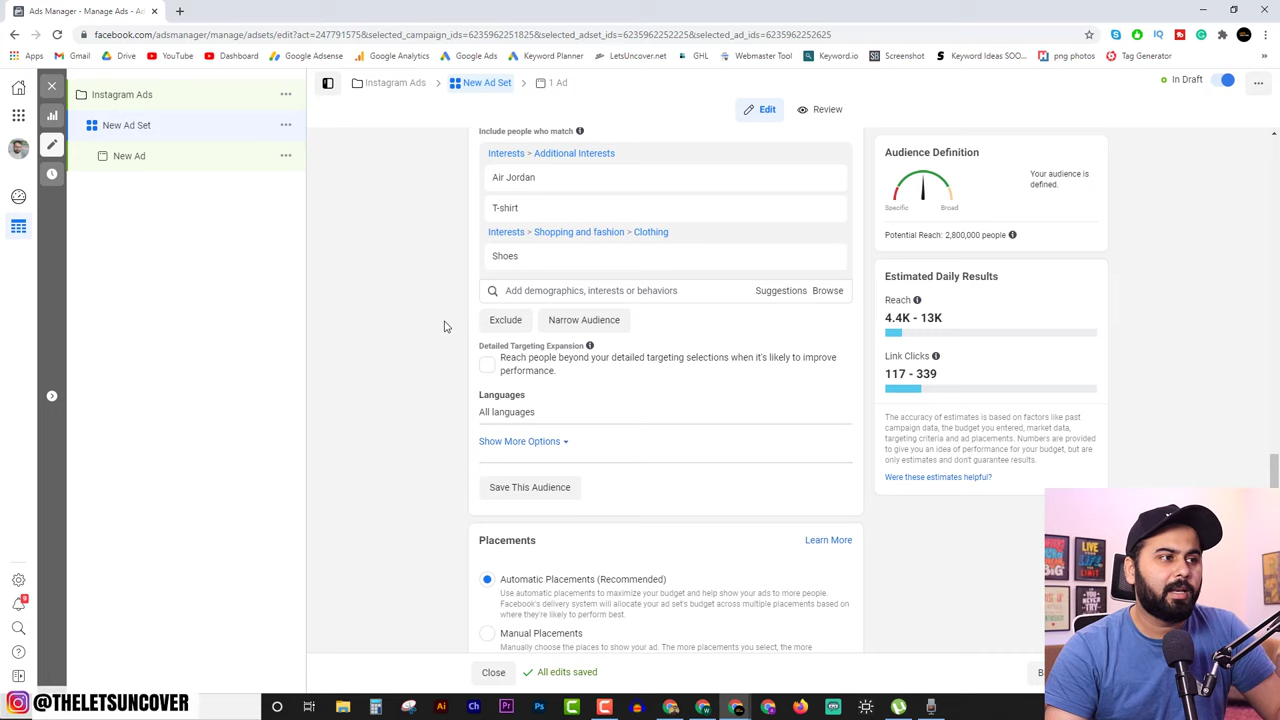 Ads Manager - Manage Ads - Ad
facebook.com/adsmanager/manage/adsets/edit?act=247791575&selected_campaign_ids=6235962251825&selected_adset_ids=6235962252225&selected_ad_ids=6235962252625
Apps
Gmail
YouTube
Dashboard
Google Adsense
Google Analytics
Google AdWords
Keyword Planner
LetsUncover.net
GHL
Webmaster Tool
Keyword.io
Screenshot
Keyword Ideas SOO...
png photos
Tag Generator
Instagram Ads
New Ad Set
New Ad
Instagram Ads
New Ad Set
1 Ad
In Draft
Edit
Review
Include people who match
Interests > Additional Interests
Air Jordan
T-shirt
Interests > Shopping and fashion > Clothing
Shoes
Add demographics, interests or behaviors
Suggestions
Browse
Exclude
Narrow Audience
Detailed Targeting Expansion
Reach people beyond your detailed targeting selections when it's likely to improve
performance.
Languages
All languages
Show More Options
Save This Audience
Placements
Learn More
Automatic Placements (Recommended)
Use automatic placements to maximize your budget and help show your ads to more people.
Facebook's delivery system will allocate your ad set's budget across multiple placements based on
where they're likely to perform best.
Manual Placements
Manually choose the places to show your ad. The more placements you select, the more
Close
All edits saved
B
Audience Definition
Your audience is
defined.
Specific
Broad
Potential Reach: 2,800,000 people
Estimated Daily Results
Reach
4.4K - 13K
Link Clicks
117 - 339
The accuracy of estimates is based on factors like past
campaign data, the budget you entered, market data,
targeting criteria and ad placements. Numbers are provided
to give you an idea of performance for your budget, but are
only estimates and don't guarantee results.
Were these estimates helpful?
@THELETSUNCOVER